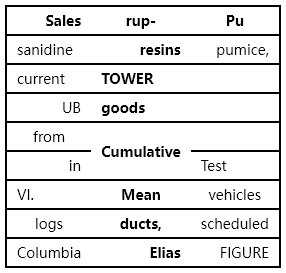 Sales rup- Pu
sanidine resins pumice,
current TOWER
UB goods
from
Cumulative
in Test
VI. Mean vehicles
logs ducts, scheduled
Columbia Elias FIGURE